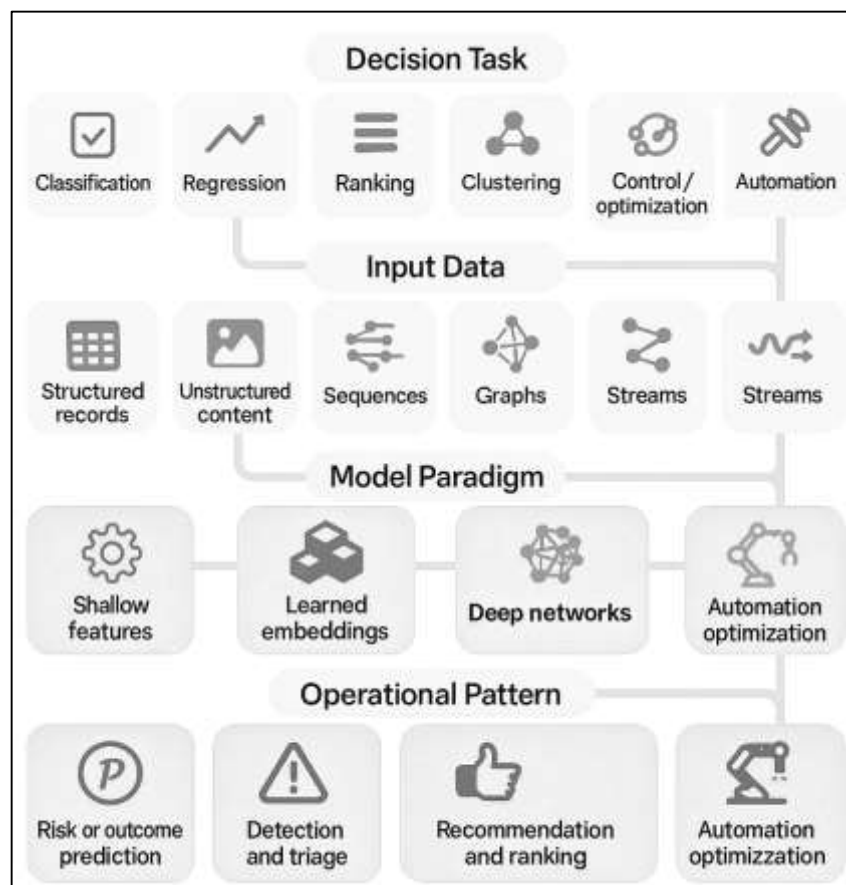 Decision Task
Classification
Regression
Ranking
Clustering
Control /
optimization
Automation
Input Data
Structured
records
Unstructured
content
Sequences
Graphs
Streams
Streams
Model Paradigm
Shallow
features
Learned
embeddings
Deep networks
Automation
optimization
Operational Pattern
P
Risk or outcome
prediction
Detection
and triage
Recommendation
and ranking
Automation
optimizzation